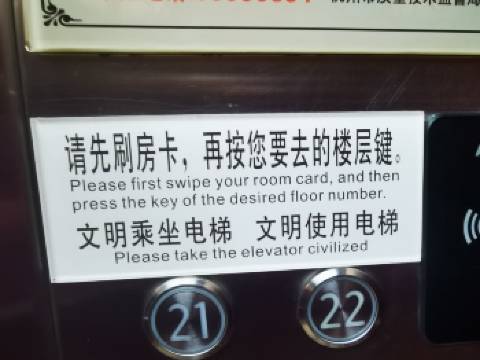 请先刷房卡，再按您要去的楼层键。
Please first swipe your room card, and then
press the key of the desired floor number.
文明乘坐电梯 文明使用电梯
Please take the elevator civilized
21 22